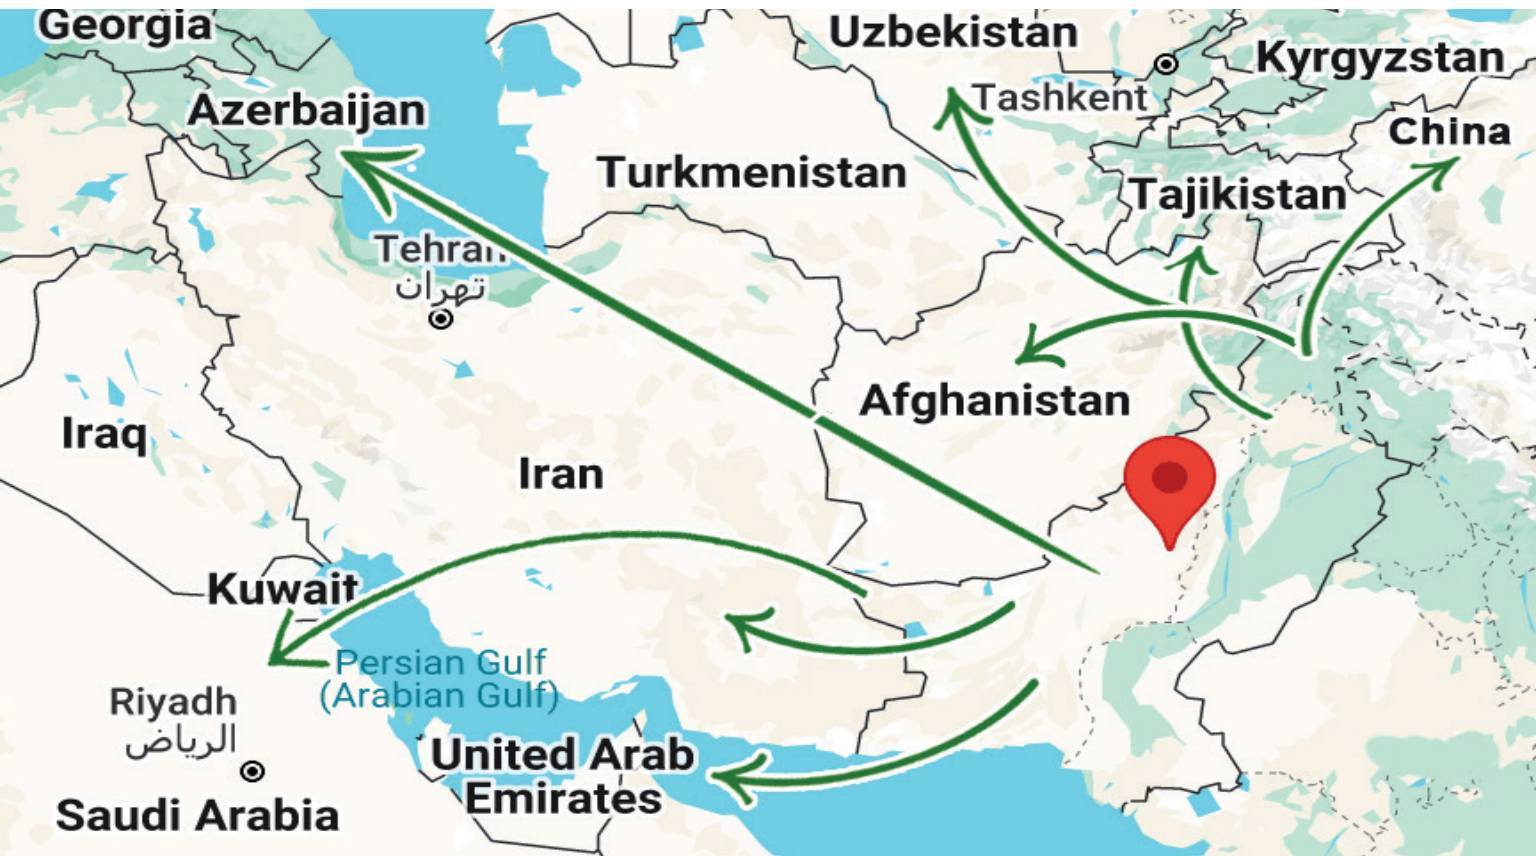 Georgia
Uzbekistan
Kyrgyzstan
Tashkent
Azerbaijan
China
Turkmenistan
Tajikistan
Tehran
تهران
Afghanistan
Iraq
Iran
Kuwait
Persian Gulf
(Arabian Gulf)
Riyadh
الرياض
United Arab
Emirates
Saudi Arabia